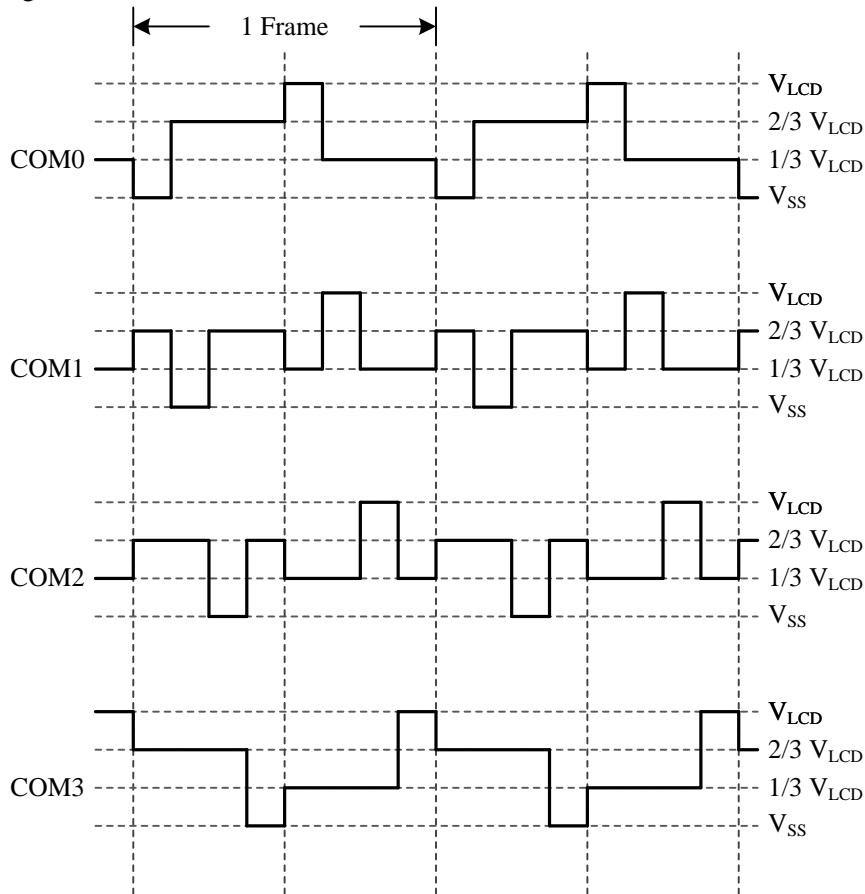 1 Frame
V_LCD
2/3 V_LCD
COM0
1/3 V_LCD
V_SS
V_LCD
2/3 V_LCD
COM1
1/3 V_LCD
V_SS
V_LCD
2/3 V_LCD
COM2
1/3 V_LCD
V_SS
V_LCD
2/3 V_LCD
COM3
1/3 V_LCD
V_SS